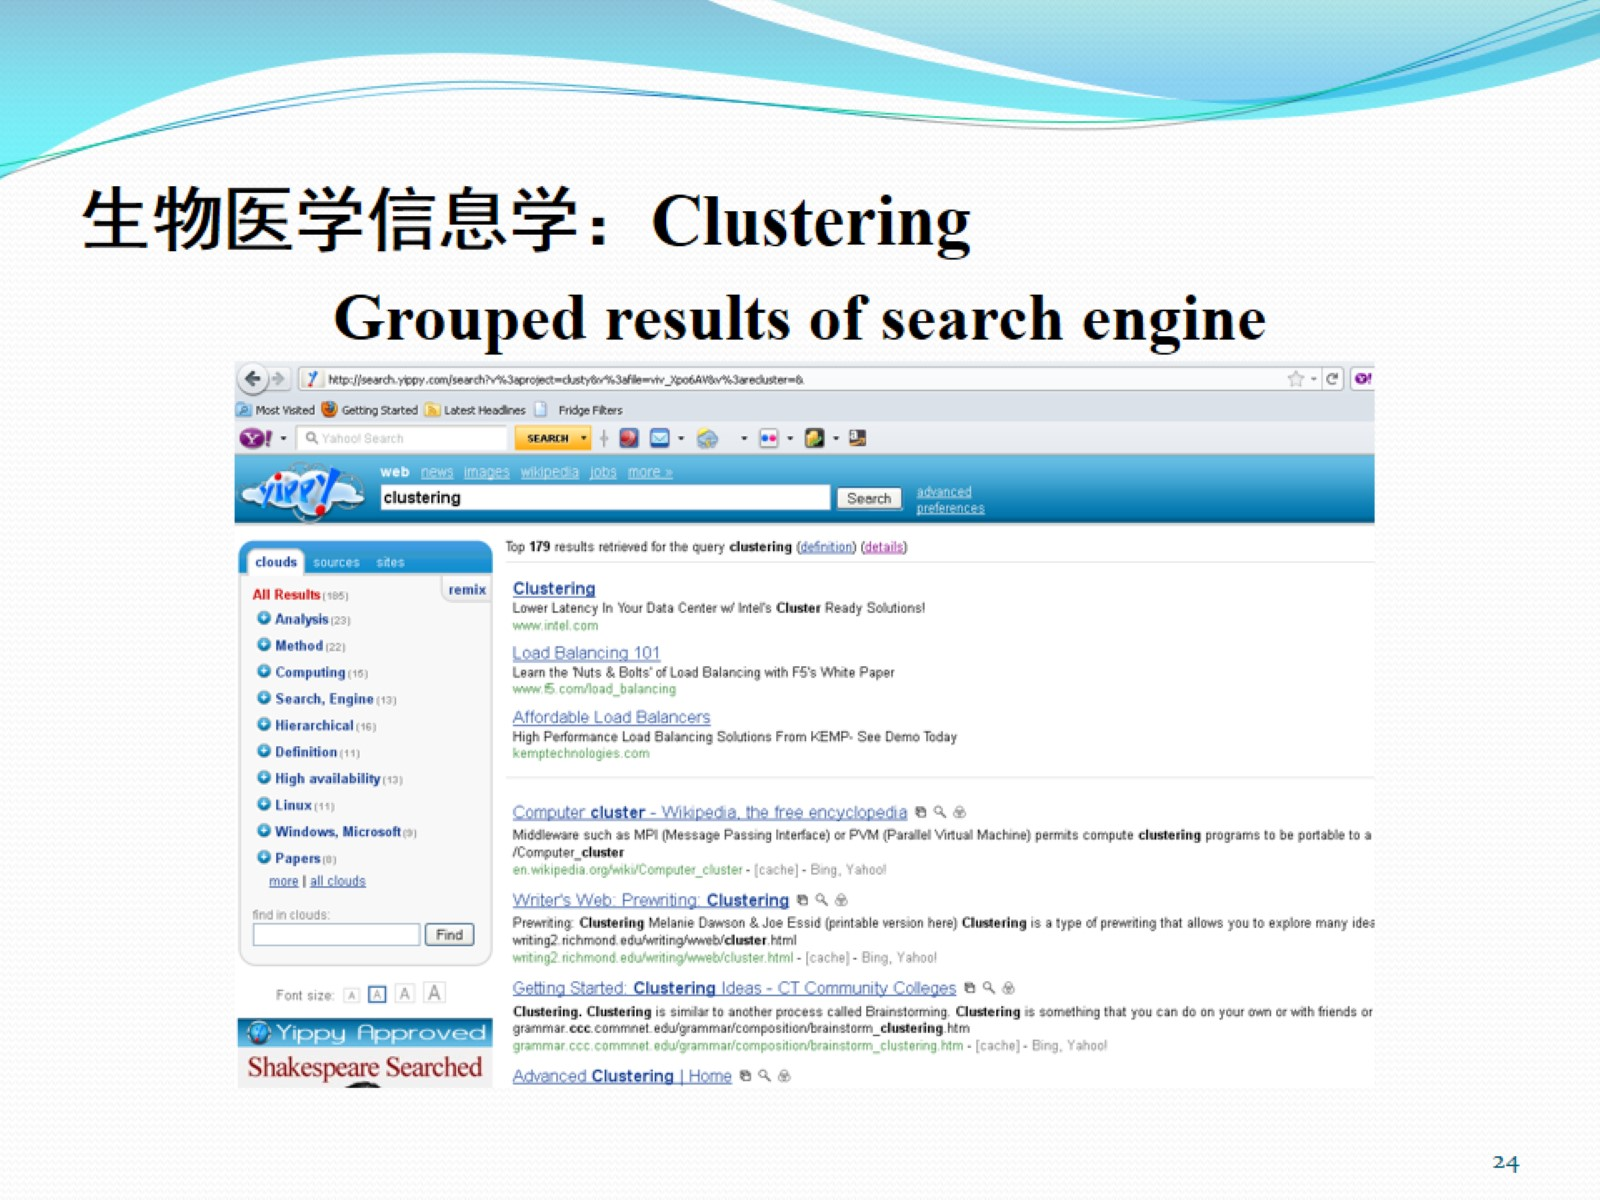 生物医学信息学：Clustering
Grouped results of search engine
http://search.yippy.com/search?v%3aproject=clusty&v%3afile=viv_Xpo6AV&v%3arecluster=&
Most Visited Getting Started Latest Headlines Fridge Filters
Y! Yahoo! Search SEARCH
yippy!
web news images wikipedia jobs more »
clustering Search advanced
preferences
clouds sources sites
remix
All Results (185)
Analysis (23)
Method (22)
Computing (15)
Search, Engine (13)
Hierarchical (16)
Definition (11)
High availability (13)
Linux (11)
Windows, Microsoft (9)
Papers (8)
more | all clouds
find in clouds:
Find
Font size: A A A A
Yippy Approved
Shakespeare Searched
Top 179 results retrieved for the query clustering (definition) (details)
Clustering
Lower Latency In Your Data Center w/ Intel's Cluster Ready Solutions!
www.intel.com
Load Balancing 101
Learn the 'Nuts & Bolts' of Load Balancing with F5's White Paper
www.f5.com/load_balancing
Affordable Load Balancers
High Performance Load Balancing Solutions From KEMP- See Demo Today
kemptechnologies.com
Computer cluster - Wikipedia, the free encyclopedia
Middleware such as MPI (Message Passing Interface) or PVM (Parallel Virtual Machine) permits compute clustering programs to be portable to a
/Computer_cluster
en.wikipedia.org/wiki/Computer_cluster - [cache] - Bing, Yahoo!
Writer's Web: Prewriting: Clustering
Prewriting: Clustering Melanie Dawson & Joe Essid (printable version here) Clustering is a type of prewriting that allows you to explore many idea
writing2.richmond.edu/writing/wweb/cluster.html
writing2.richmond.edu/writing/wweb/cluster.html - [cache] - Bing, Yahoo!
Getting Started: Clustering Ideas - CT Community Colleges
Clustering. Clustering is similar to another process called Brainstorming. Clustering is something that you can do on your own or with friends or
grammar.ccc.commnet.edu/grammar/composition/brainstorm_clustering.htm
grammar.ccc.commnet.edu/grammar/composition/brainstorm_clustering.htm - [cache] - Bing, Yahoo!
Advanced Clustering | Home
24